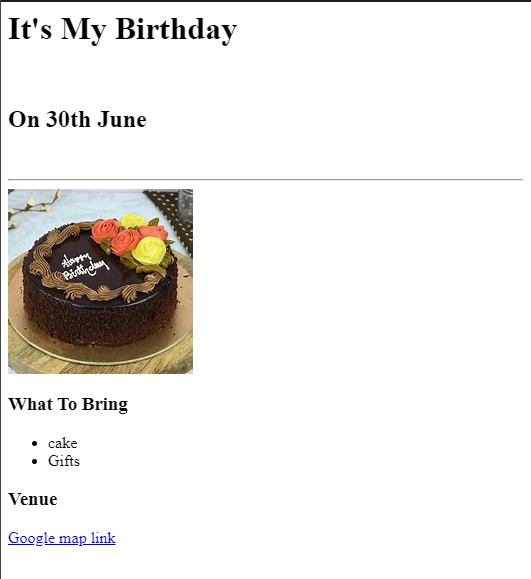 It's My Birthday
On 30th June
Happy
Birthday
What To Bring
cake
Gifts
Venue
Google map link